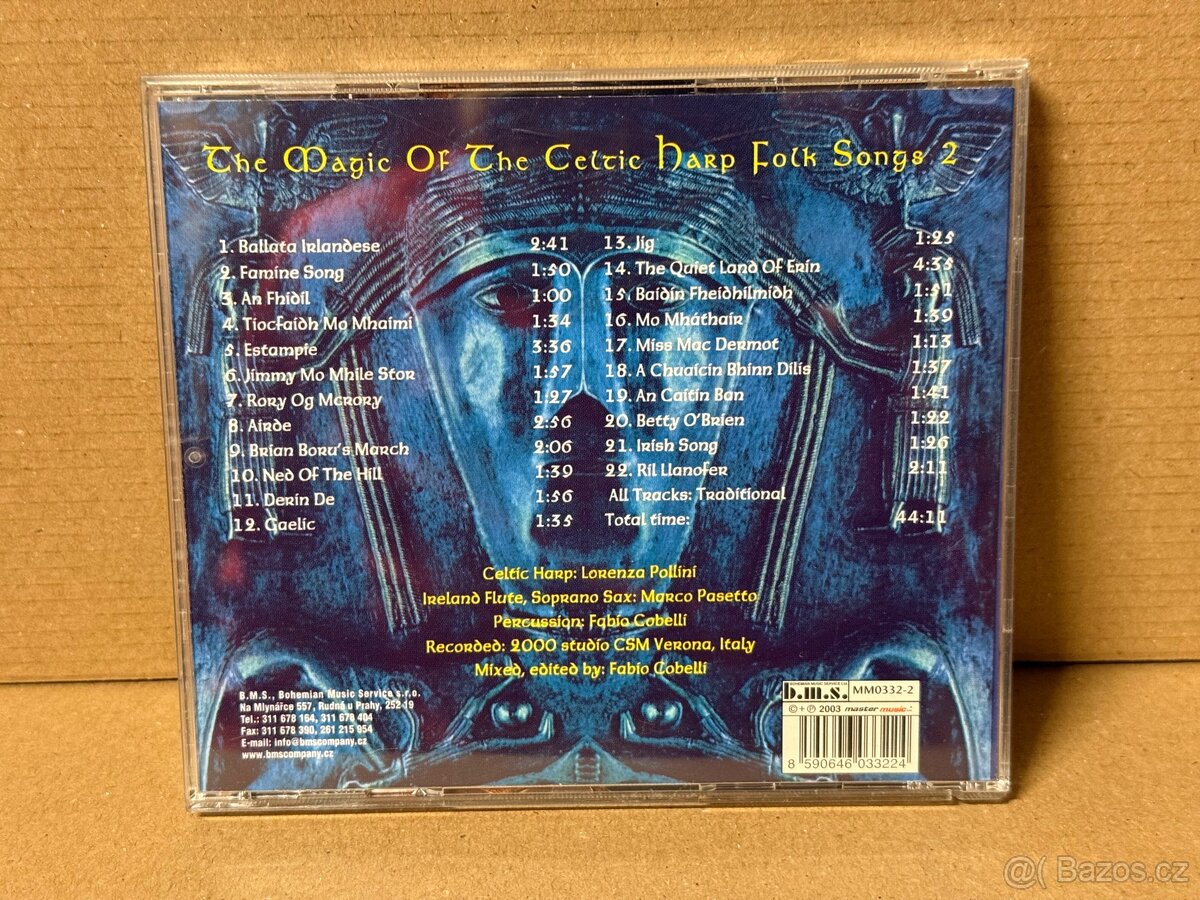 The Magic Of The Celtic Harp Folk Songs 2
1. Ballata Irlandese 2:41
2. Famine Song 1:50
3. An Fhidil 1:00
4. Tiocfaidh Mo Mhaimi 1:34
5. Estampie 3:36
6. Jimmy Mo Mhile Stor 1:57
7. Rory Og Mcrory 1:27
8. Airde 2:56
9. Brian Boru's March 2:06
10. Ned Of The Hill 1:39
11. Derin De 1:56
12. Gaelic 1:35
13. Jig 1:25
14. The Quiet Land Of Erin 4:35
15. Baidin Fheidhilmidh 1:51
16. Mo Mháthair 1:39
17. Miss Mac Dermot 1:13
18. A Chuaicin Bhinn Dilis 1:37
19. An Caitin Ban 1:41
20. Betty O'Brien 1:22
21. Irish Song 1:26
22. Ril Llanofer 2:11
All Tracks: Traditional
Total time: 44:11
Celtic Harp: Lorenza Pollini
Ireland Flute, Soprano Sax: Marco Pasetto
Percussion: Fabio Cobelli
Recorded: 2000 studio CSM Verona, Italy
Mixed, edited by: Fabio Cobelli
B.M.S., Bohemian Music Service s.r.o.
Na Mlynářce 557, Rudná u Prahy, 252 19
Tel.: 311 678 164, 311 678 404
Fax: 311 678 390, 261 215 954
E-mail: info@bmscompany.cz
www.bmscompany.cz
BOHEMIAN MUSIC SERVICE Ltd.
b.m.s. MM0332-2
©+℗ 2003 master music.:
8 590646 033224
Bazos.cz